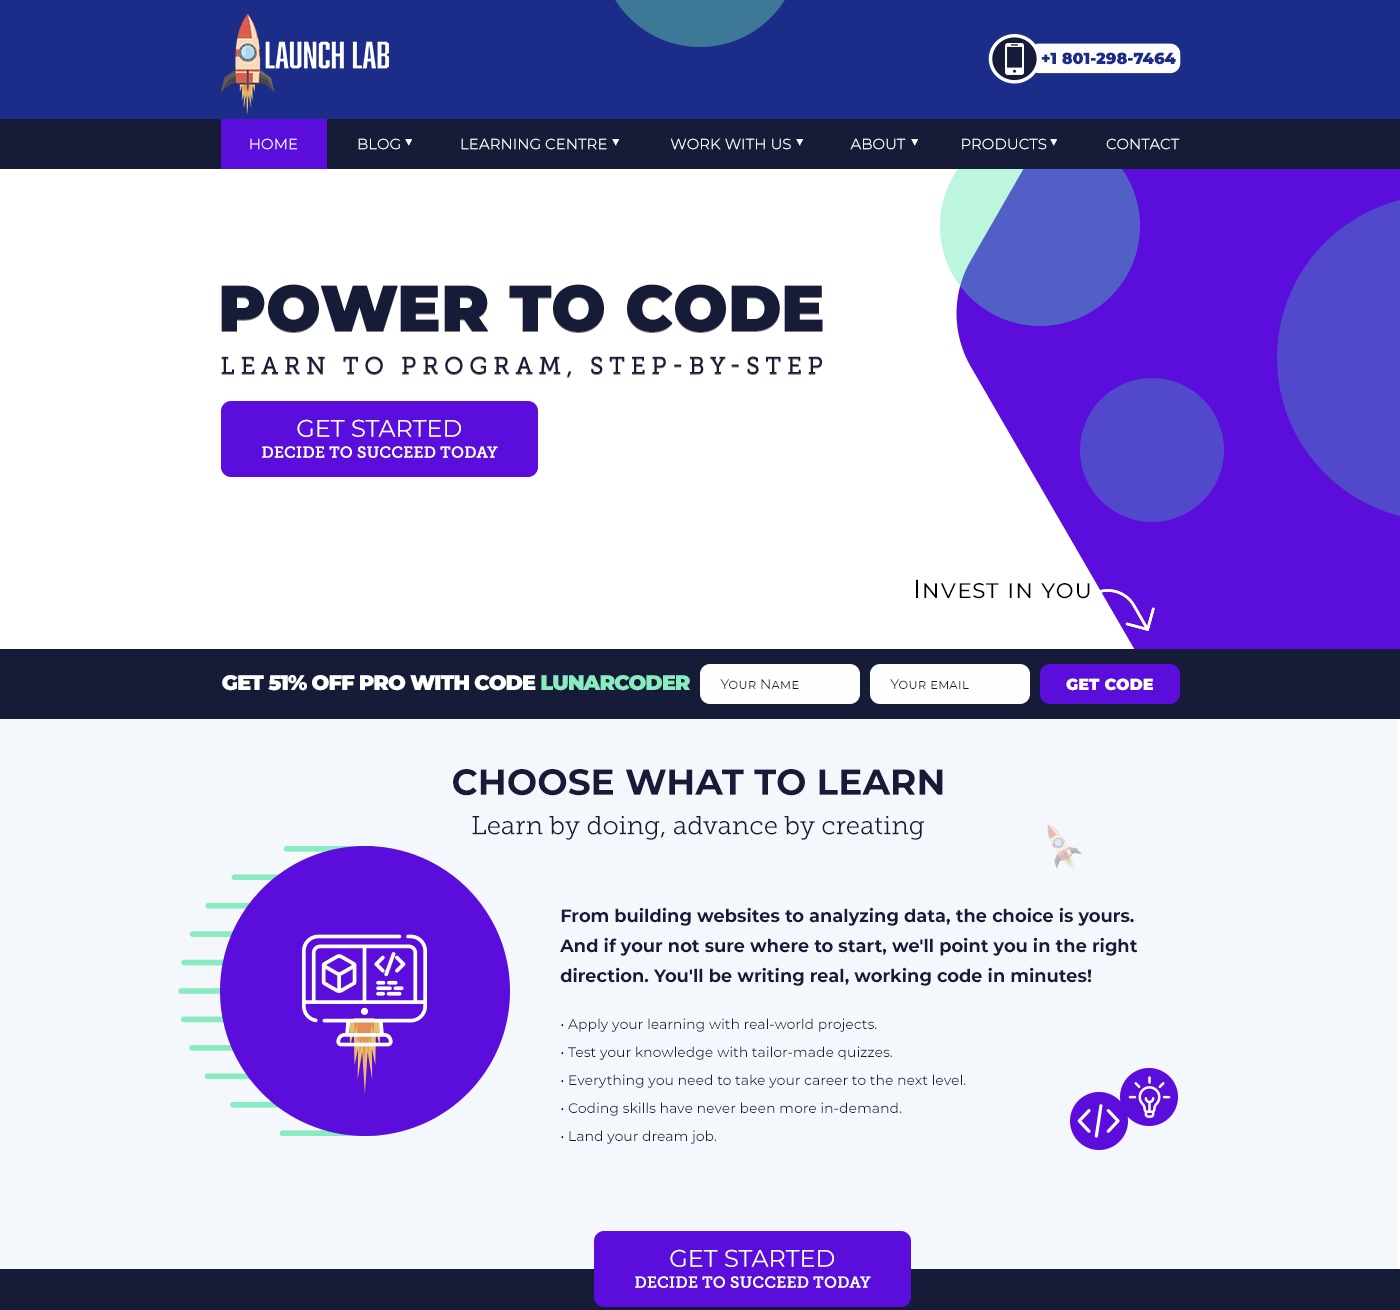 LAUNCH LAB
+1 801-298-7464
HOME BLOG ▼ LEARNING CENTRE ▼ WORK WITH US ▼ ABOUT ▼ PRODUCTS ▼ CONTACT
POWER TO CODE
LEARN TO PROGRAM, STEP-BY-STEP
GET STARTED
DECIDE TO SUCCEED TODAY
INVEST IN YOU
GET 51% OFF PRO WITH CODE LUNARCODER
YOUR NAME
YOUR EMAIL
GET CODE
CHOOSE WHAT TO LEARN
Learn by doing, advance by creating
From building websites to analyzing data, the choice is yours.
And if your not sure where to start, we'll point you in the right
direction. You'll be writing real, working code in minutes!
• Apply your learning with real-world projects.
• Test your knowledge with tailor-made quizzes.
• Everything you need to take your career to the next level.
• Coding skills have never been more in-demand.
• Land your dream job.
GET STARTED
DECIDE TO SUCCEED TODAY